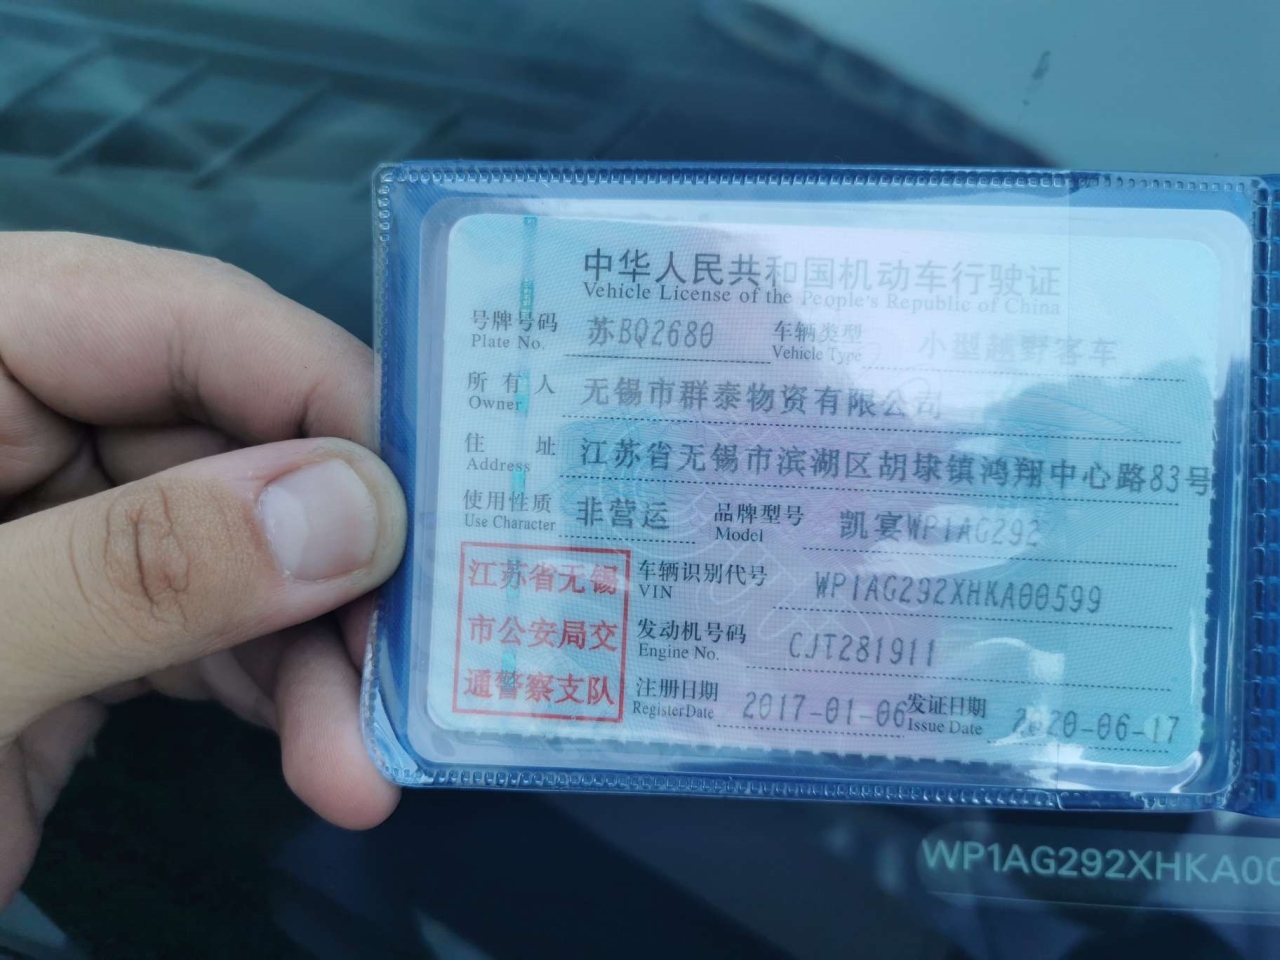 中华人民共和国机动车行驶证
Vehicle License of the People's Republic of China
号牌号码 苏BQ2680 车辆类型 小型越野客车
Plate No. Vehicle Type
所有人 无锡市群泰物资有限公司
Owner
住址 江苏省无锡市滨湖区胡埭镇鸿翔中心路83号
Address
使用性质 非营运 品牌型号 凯宴WP1AG292
Use Character Model
江苏省无锡
市公安局交
通警察支队
车辆识别代号 WP1AG292XHKA00599
VIN
发动机号码 CJT281911
Engine No.
注册日期 2017-01-06 发证日期 2020-06-17
Register Date Issue Date
WP1AG292XHKA00